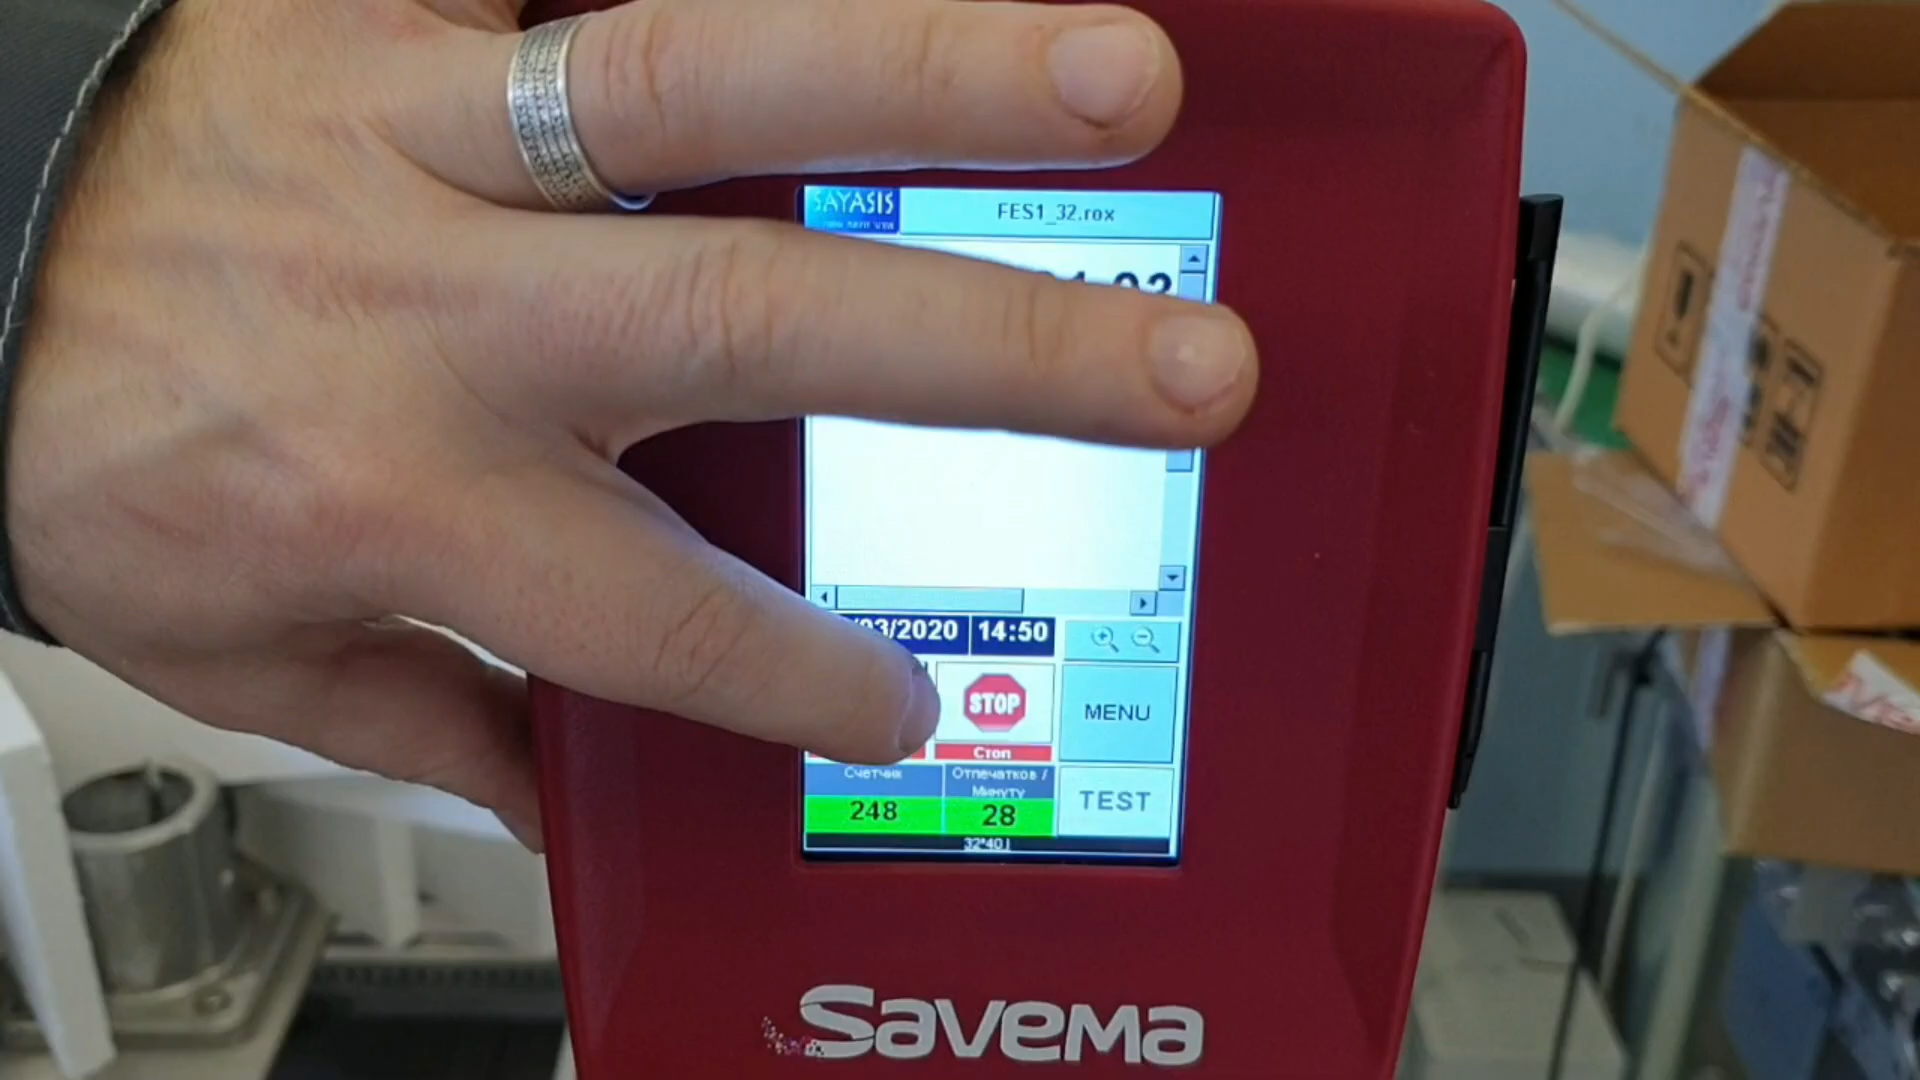 SAYASIS
FES1_32.rox
/03/2020 14:50
STOP
MENU
Стоп
Счетчик
Отпечатков /
Минуту
TEST
248
28
Savema